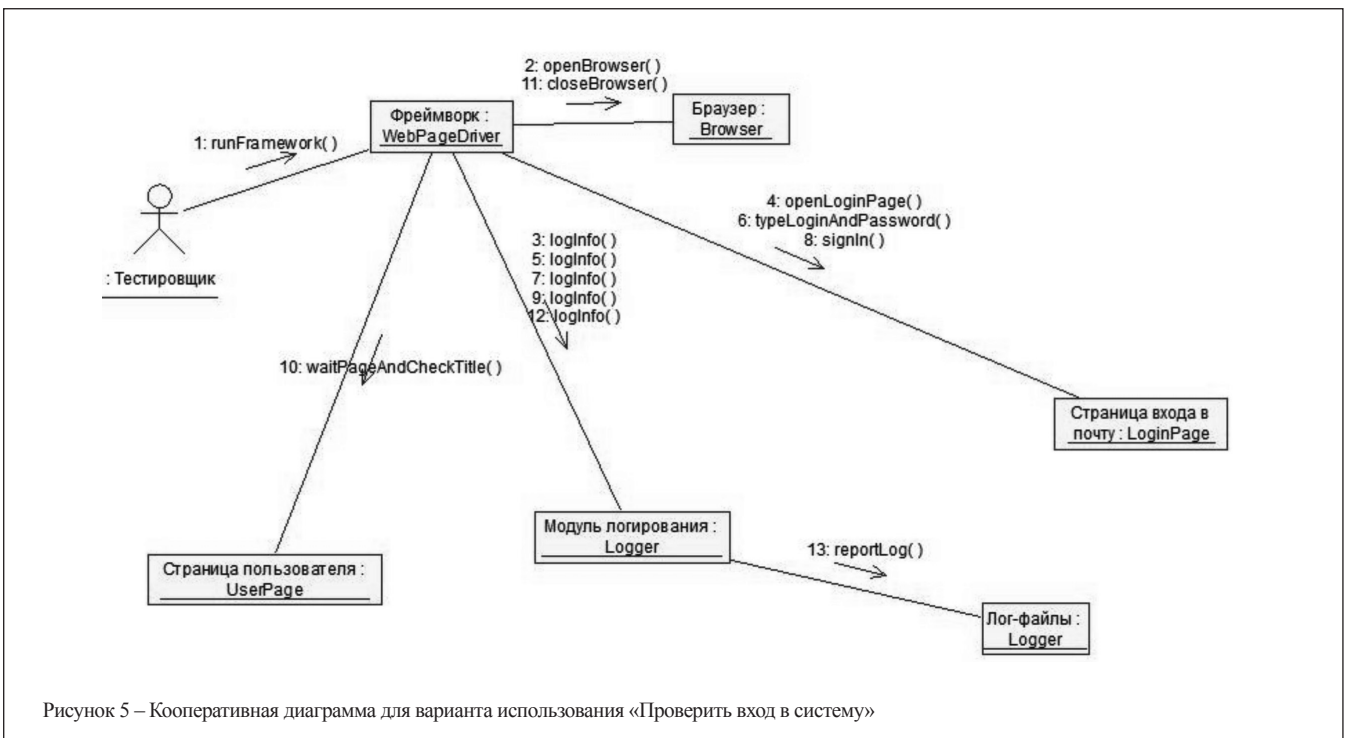 2: openBrowser( )
11: closeBrowser( )
Фреймворк :
WebPageDriver
Браузер :
Browser
1: runFramework( )
4: openLoginPage( )
6: typeLoginAndPassword( )
8: signIn( )
3: logInfo( )
5: logInfo( )
7: logInfo( )
9: logInfo( )
12: logInfo( )
: Тестировщик
10: waitPageAndCheckTitle( )
Страница входа в
почту : LoginPage
Модуль логирования :
Logger
13: reportLog( )
Страница пользователя :
UserPage
Лог-файлы :
Logger
Рисунок 5 – Кооперативная диаграмма для варианта использования «Проверить вход в систему»